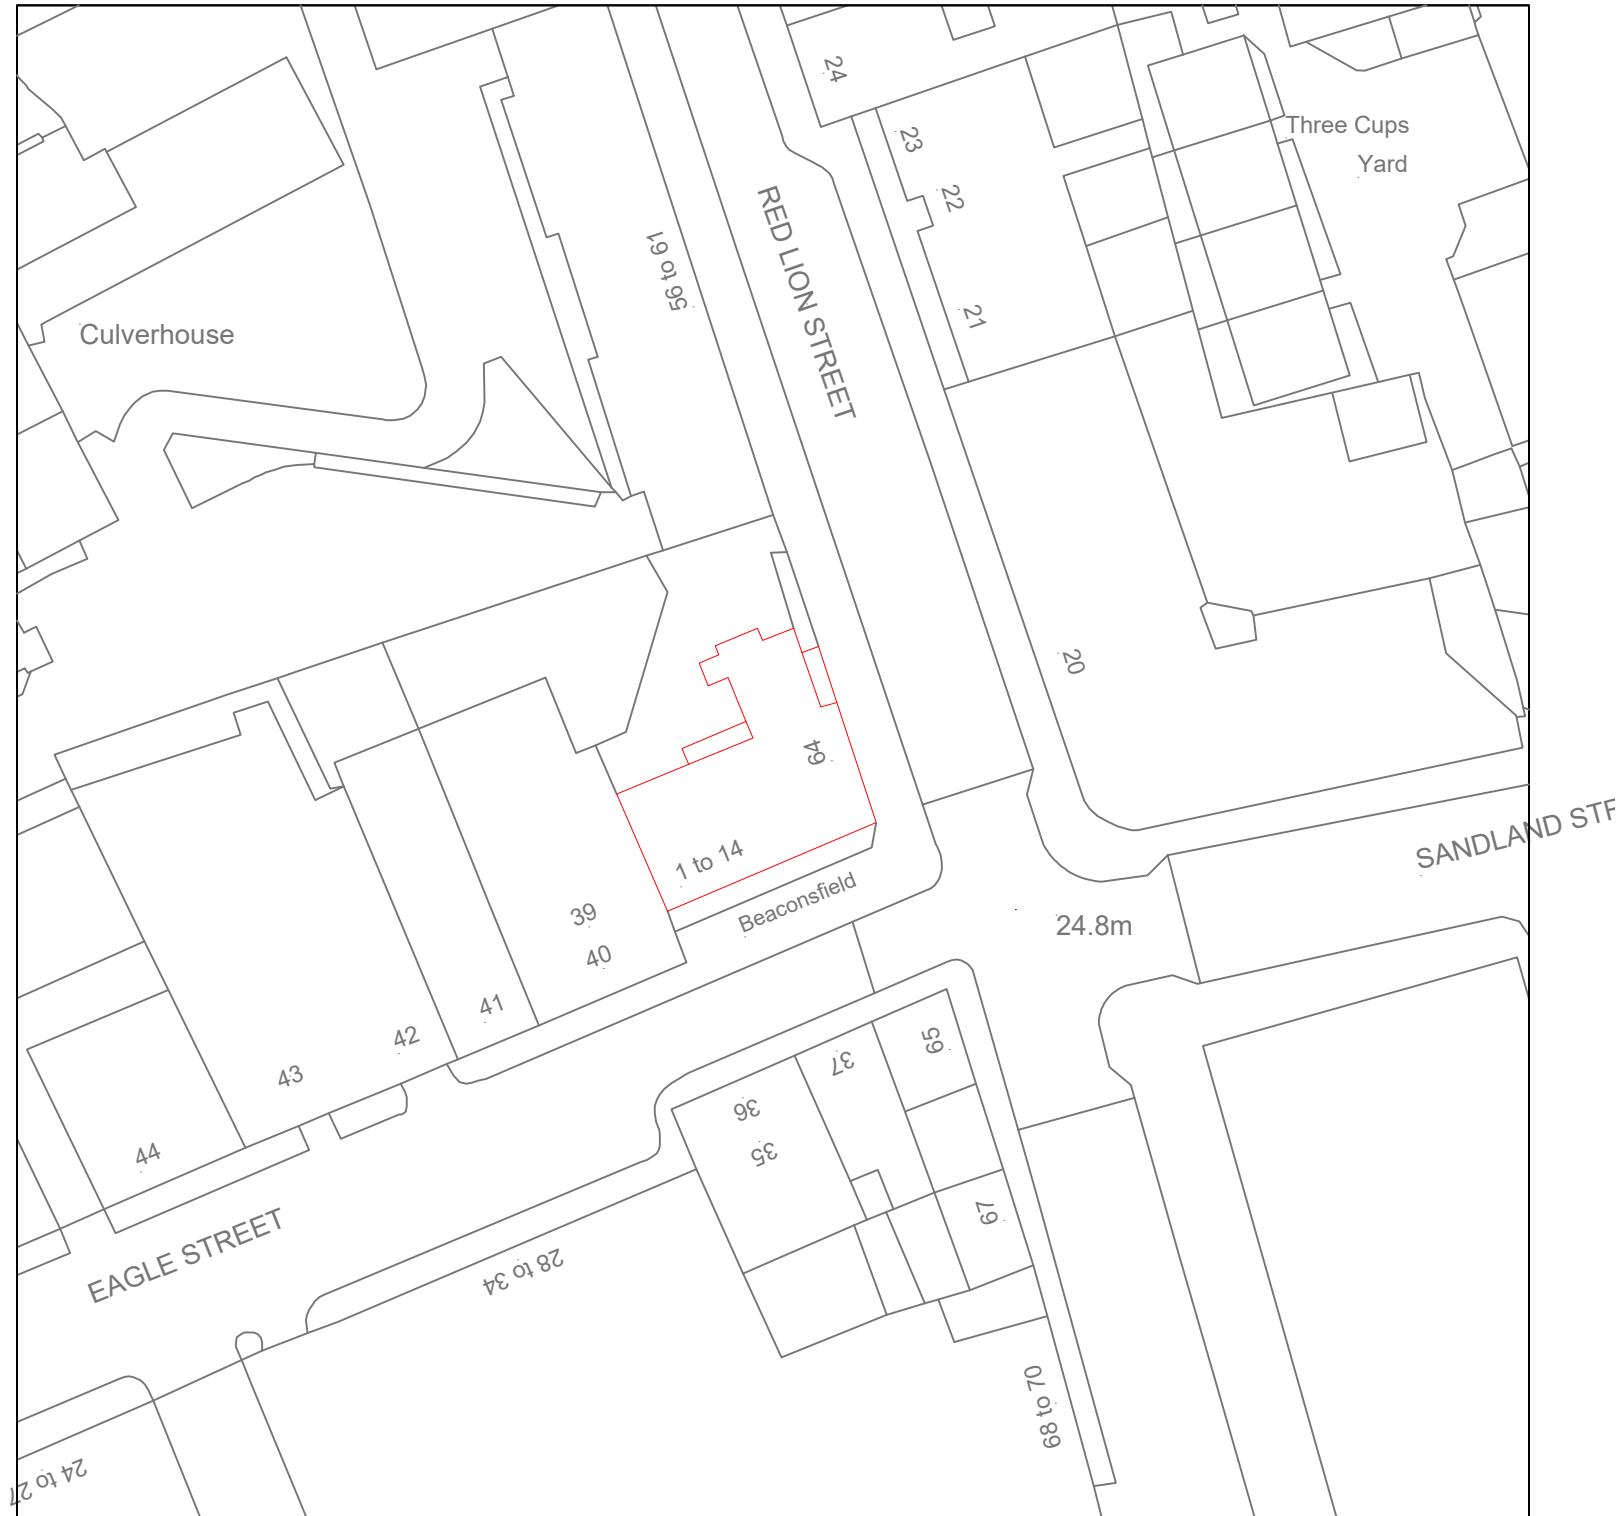 24
23
Three Cups
Yard
22
RED LION STREET
56 to 61
21
Culverhouse
20
64
SANDLAND STR
1 to 14
Beaconsfield
39
24.8m
40
41
42
65
37
43
36
35
44
67
EAGLE STREET
28 to 34
68 to 70
24 to 27